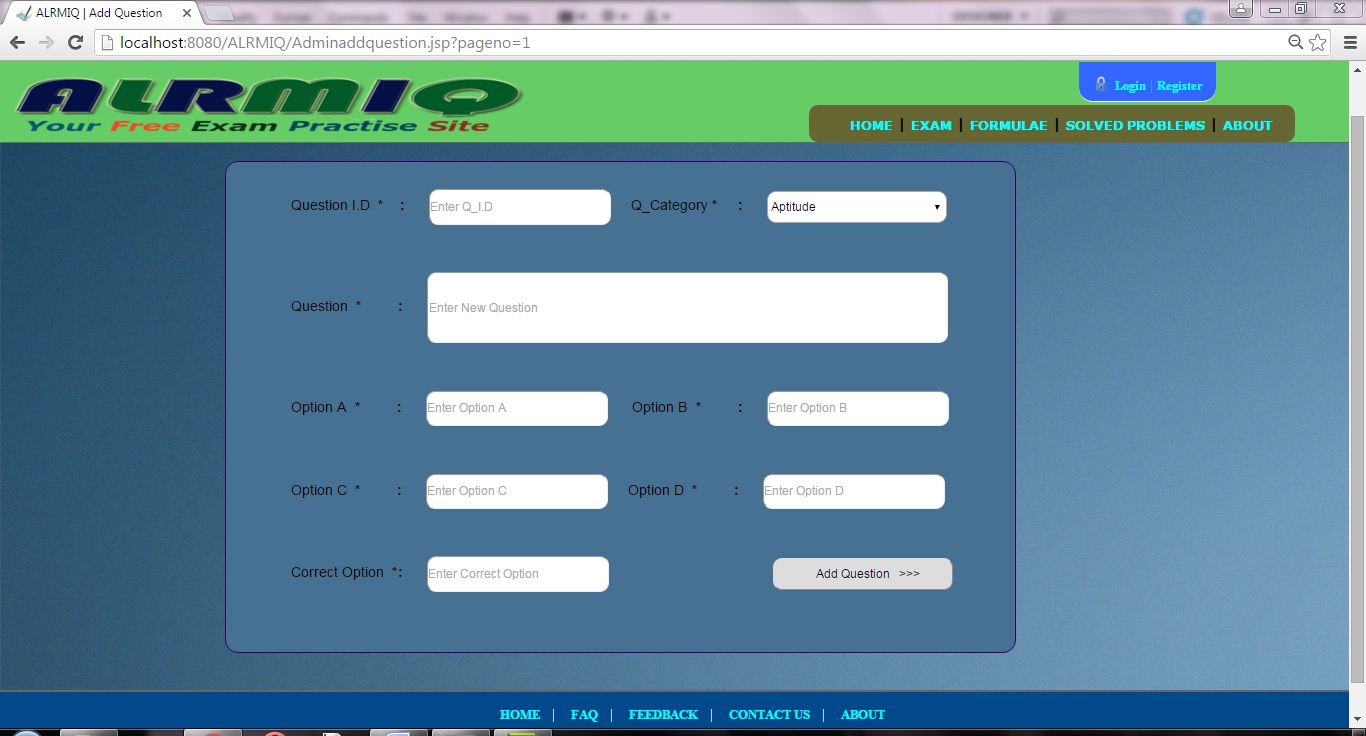 ALRMIQ | Add Question
localhost:8080/ALRMIQ/Adminaddquestion.jsp?pageno=1
ALRMIQ
Your Free Exam Practise Site
Login | Register
HOME | EXAM | FORMULAE | SOLVED PROBLEMS | ABOUT
Question I.D * : Enter Q_I.D Q_Category * : Aptitude
Question * : Enter New Question
Option A * : Enter Option A Option B * : Enter Option B
Option C * : Enter Option C Option D * : Enter Option D
Correct Option *: Enter Correct Option Add Question >>>
HOME | FAQ | FEEDBACK | CONTACT US | ABOUT